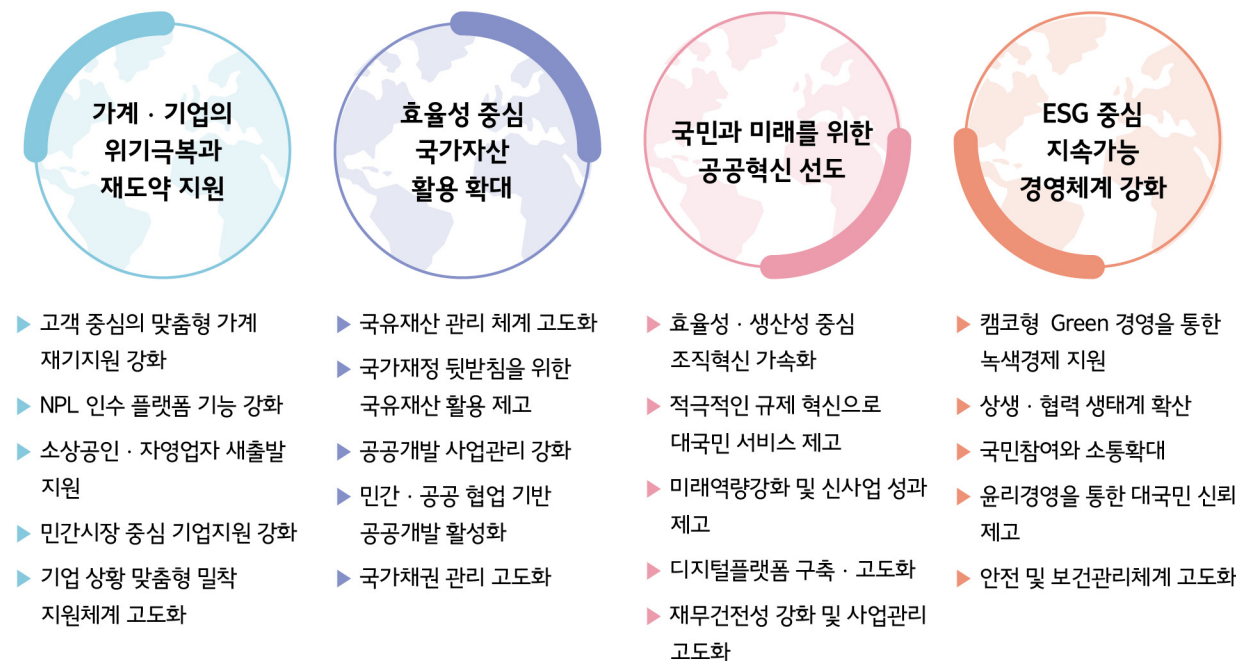 가계 · 기업의
위기극복과
재도약 지원
▶ 고객 중심의 맞춤형 가계
재기지원 강화
▶ NPL 인수 플랫폼 기능 강화
▶ 소상공인 · 자영업자 새출발
지원
▶ 민간시장 중심 기업지원 강화
▶ 기업 상황 맞춤형 밀착
지원체계 고도화
효율성 중심
국가자산
활용 확대
▶ 국유재산 관리 체계 고도화
▶ 국가재정 뒷받침을 위한
국유재산 활용 제고
▶ 공공개발 사업관리 강화
▶ 민간 · 공공 협업 기반
공공개발 활성화
▶ 국가채권 관리 고도화
국민과 미래를 위한
공공혁신 선도
▶ 효율성 · 생산성 중심
조직혁신 가속화
▶ 적극적인 규제 혁신으로
대국민 서비스 제고
▶ 미래역량강화 및 신사업 성과
제고
▶ 디지털플랫폼 구축 · 고도화
▶ 재무건전성 강화 및 사업관리
고도화
ESG 중심
지속가능
경영체계 강화
▶ 캠코형 Green 경영을 통한
녹색경제 지원
▶ 상생 · 협력 생태계 확산
▶ 국민참여와 소통확대
▶ 윤리경영을 통한 대국민 신뢰
제고
▶ 안전 및 보건관리체계 고도화